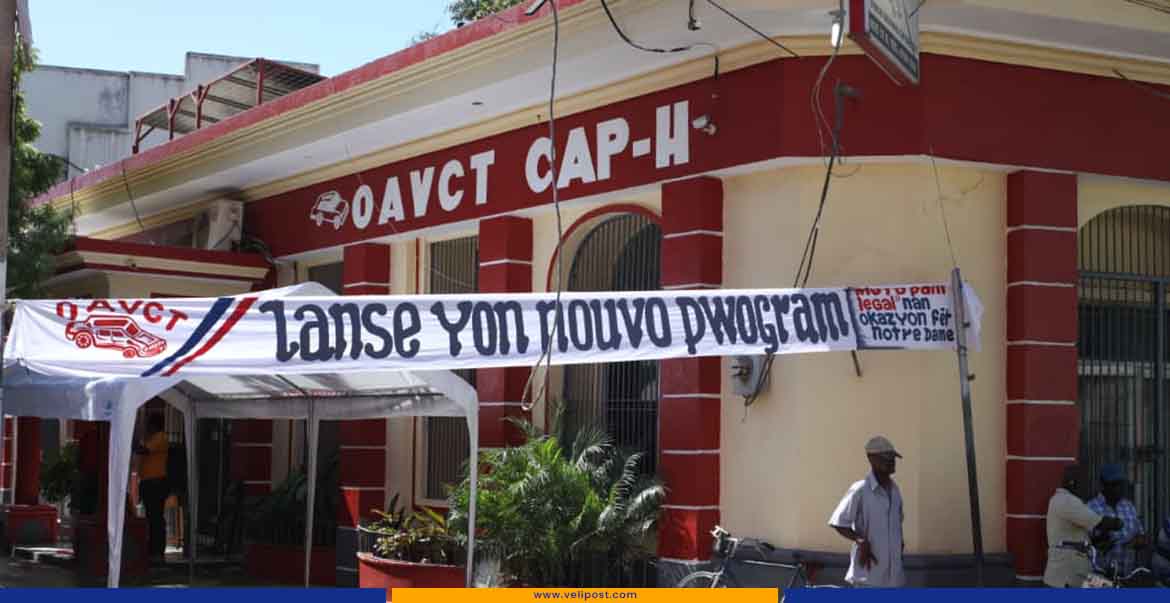 OAVCT CAP-H
OAVCT
lanse yon nouvo pwogram
"Moto pam
legal" nan
okazyon fèt
Notre Dame
www.velipost.com